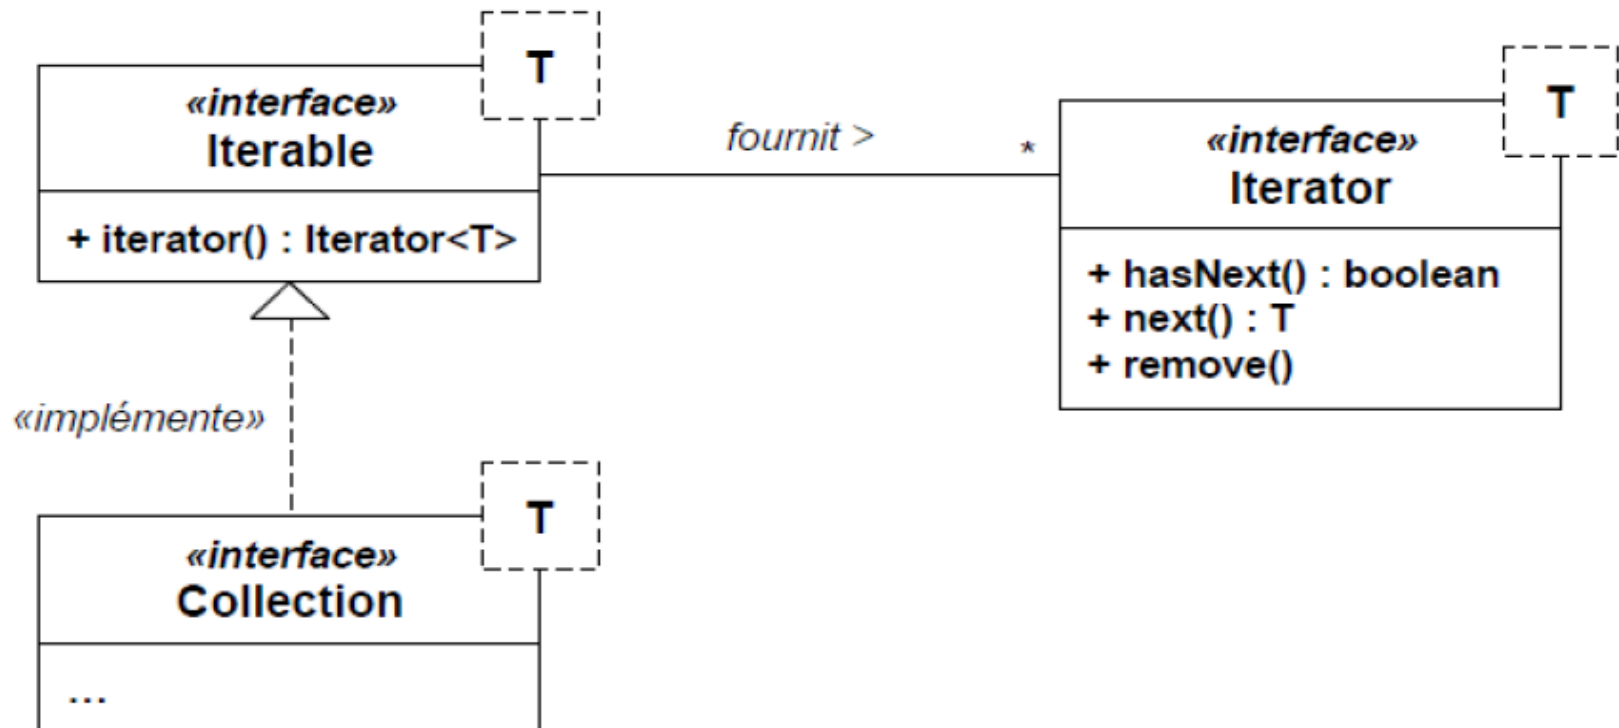 T
«interface»
Iterable
+ iterator() : Iterator<T>
fournit >
*
T
«interface»
Iterator
+ hasNext() : boolean
+ next() : T
+ remove()
«implémente»
T
«interface»
Collection
...